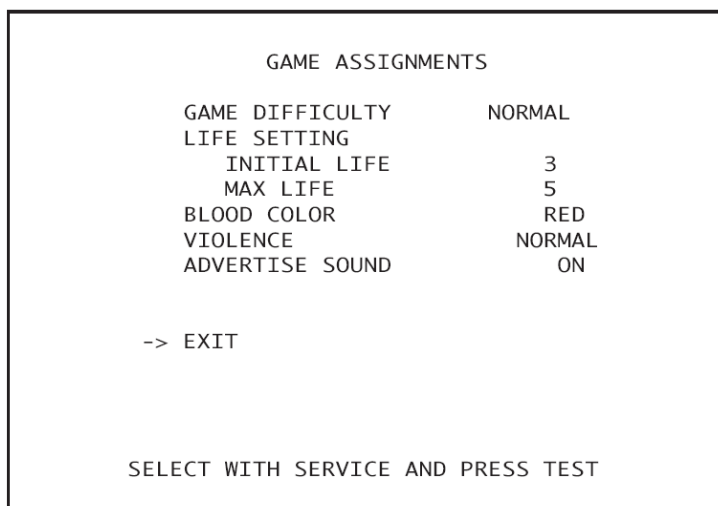 GAME ASSIGNMENTS
GAME DIFFICULTY NORMAL
LIFE SETTING
INITIAL LIFE 3
MAX LIFE 5
BLOOD COLOR RED
VIOLENCE NORMAL
ADVERTISE SOUND ON
-> EXIT
SELECT WITH SERVICE AND PRESS TEST